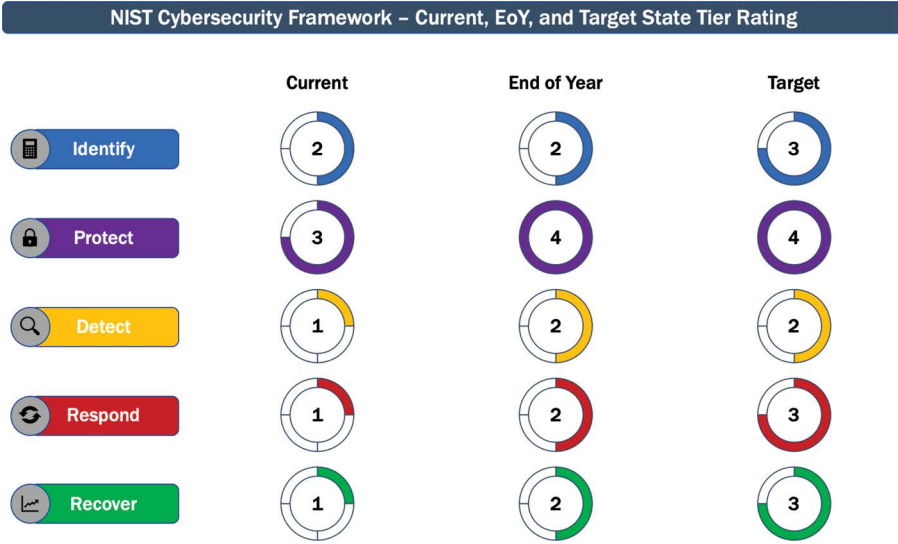 NIST Cybersecurity Framework – Current, EoY, and Target State Tier Rating
Current End of Year Target
Identify 2 2 3
Protect 3 4 4
Detect 1 2 2
Respond 1 2 3
Recover 1 2 3